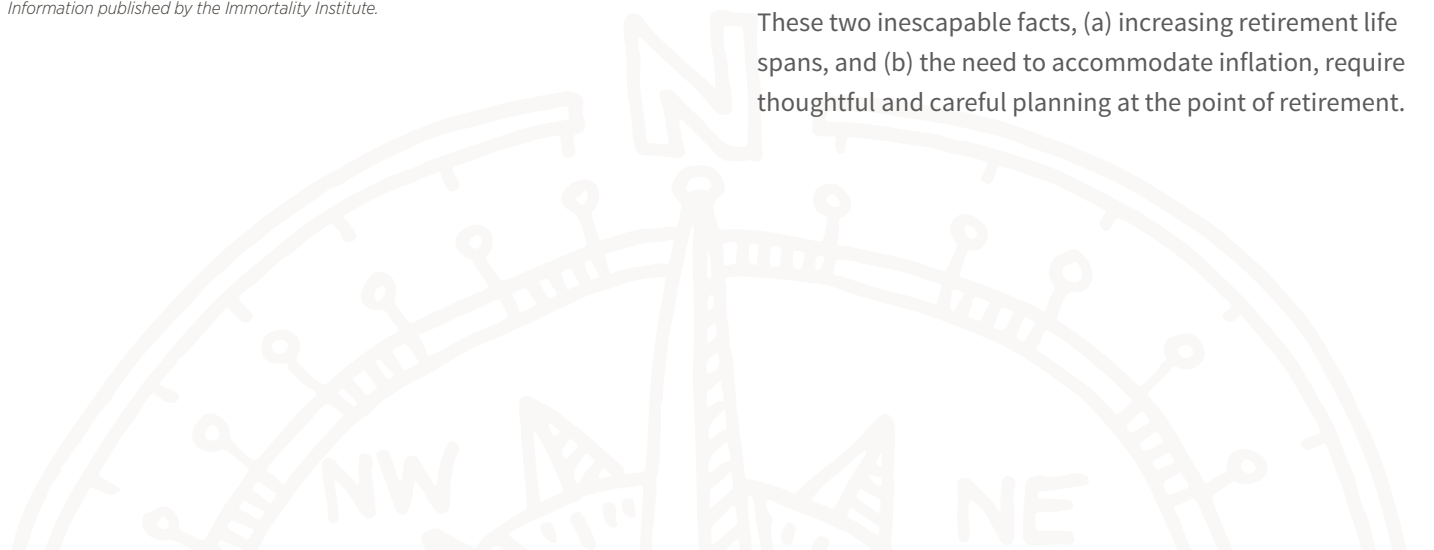 Information published by the Immortality Institute.
These two inescapable facts, (a) increasing retirement life
spans, and (b) the need to accommodate inflation, require
thoughtful and careful planning at the point of retirement.
N
NW
NE